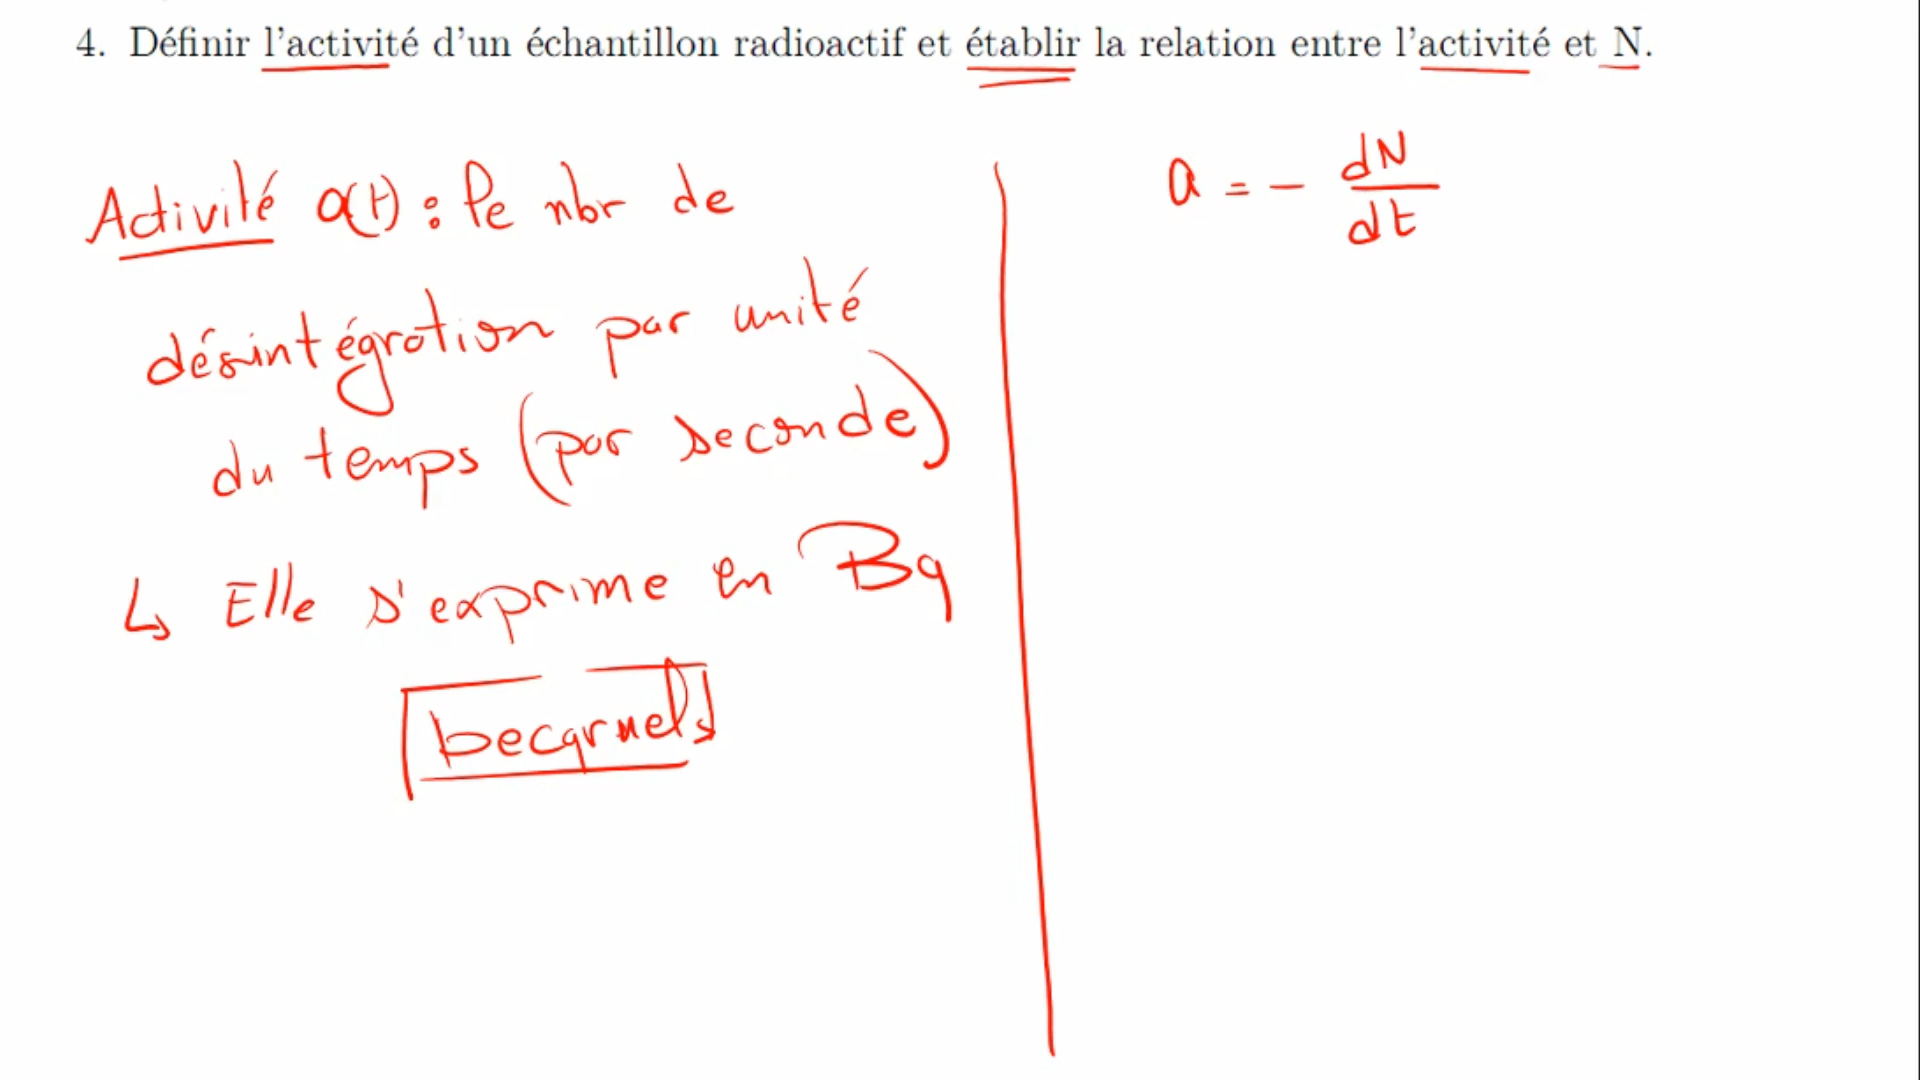 4. Définir l'activité d'un échantillon radioactif et établir la relation entre l'activité et N.
Activité a(t) : le nbr de
désintégration par unité
du temps (par seconde)
↳ Elle s'exprime en Bq
becqruels
a = - dN/dt